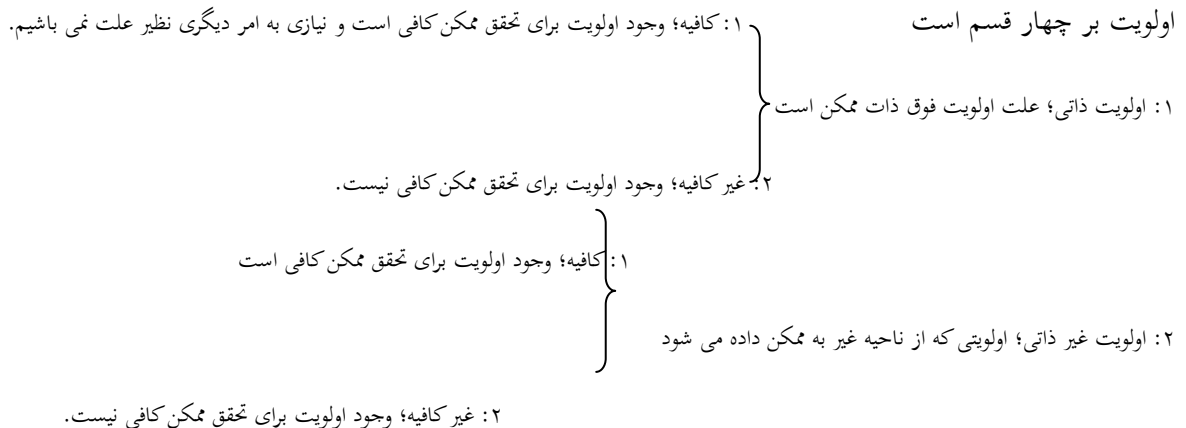 اولویت بر چهار قسم است
۱: کافیه؛ وجود اولویت برای تحقق ممکن کافی است و نیازی به امر دیگری نظیر علت نمی باشیم.
۱: اولویت ذاتی؛ علت اولویت فوق ذات ممکن است
۲: غیر کافیه؛ وجود اولویت برای تحقق ممکن کافی نیست.
۱: کافیه؛ وجود اولویت برای تحقق ممکن کافی است
۲: اولویت غیر ذاتی؛ اولویتی که از ناحیه غیر به ممکن داده می شود
۲: غیر کافیه؛ وجود اولویت برای تحقق ممکن کافی نیست.